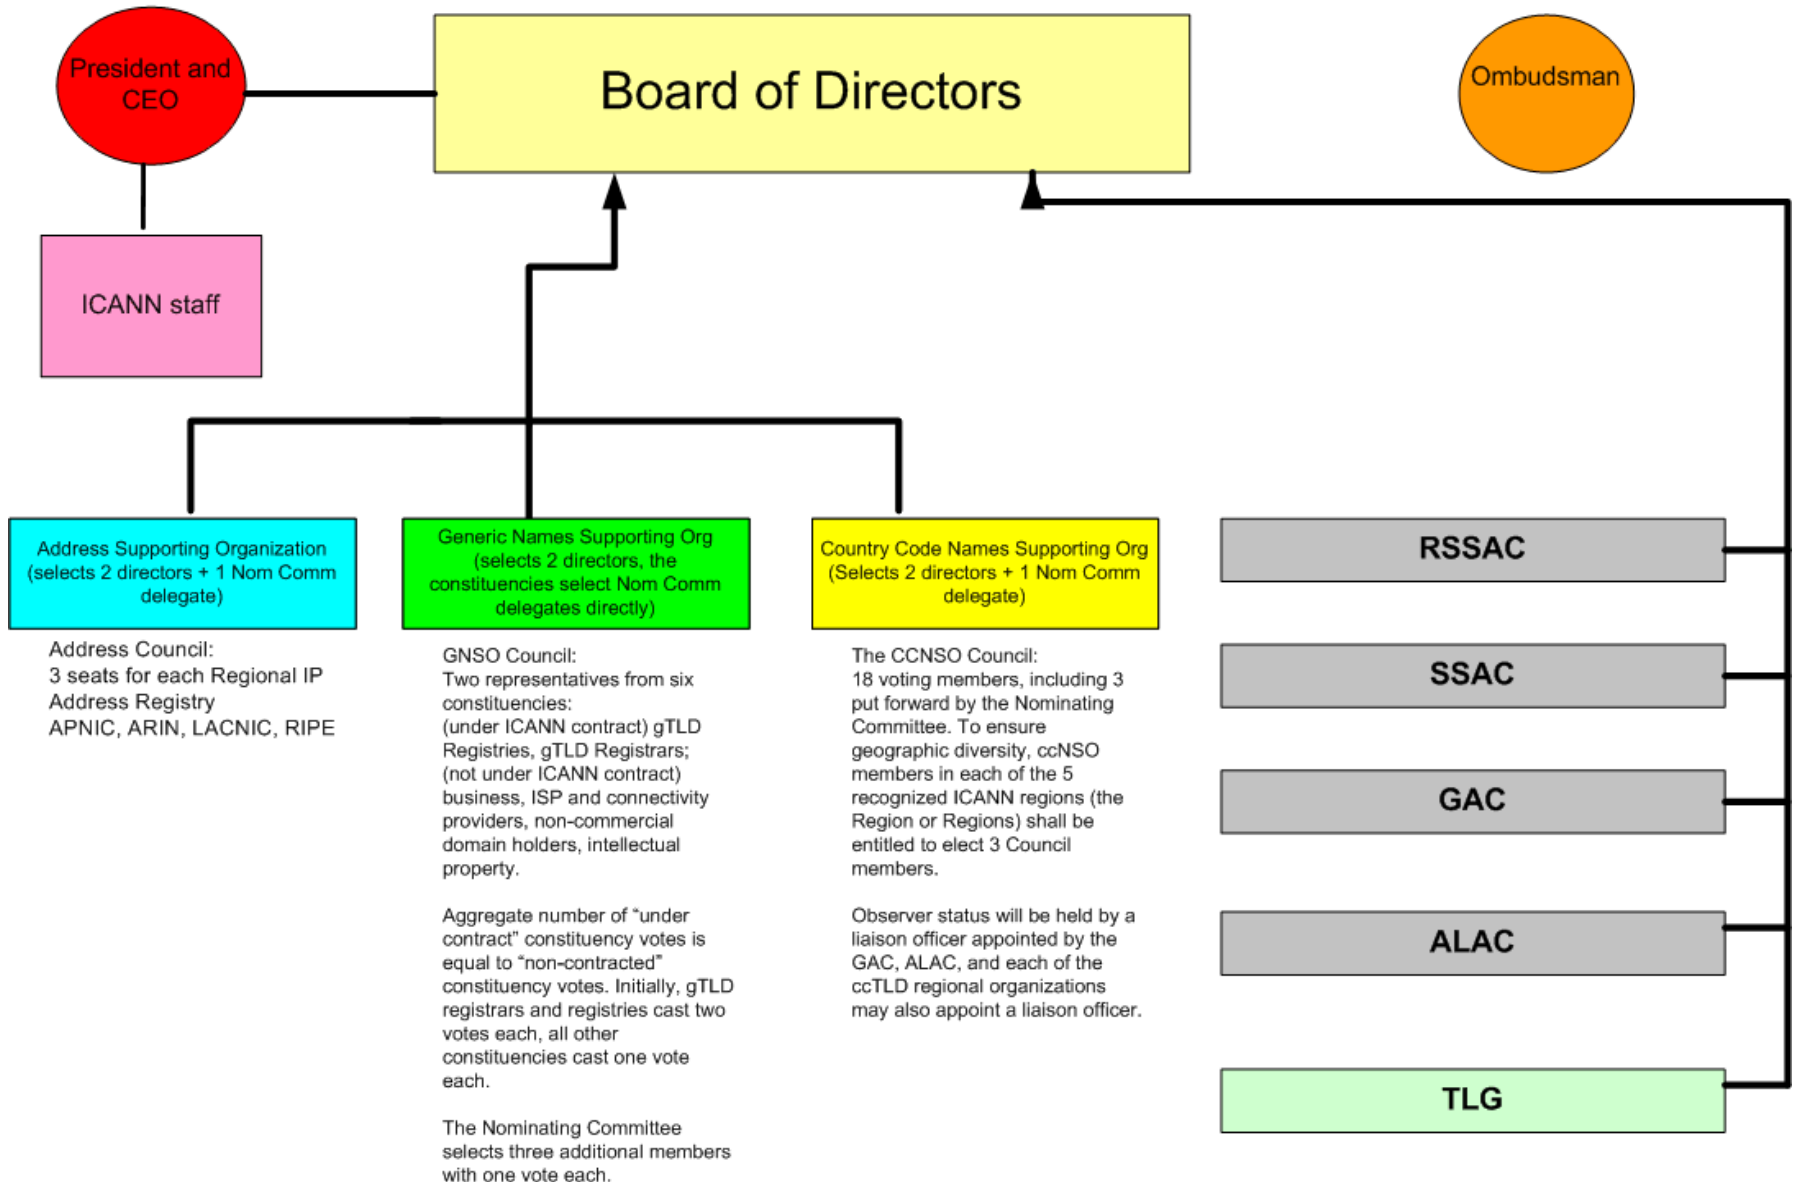 President and
CEO
Board of Directors
Ombudsman
ICANN staff
Address Supporting Organization
(selects 2 directors + 1 Nom Comm
delegate)
Address Council:
3 seats for each Regional IP
Address Registry
APNIC, ARIN, LACNIC, RIPE
Generic Names Supporting Org
(selects 2 directors, the
constituencies select Nom Comm
delegates directly)
GNSO Council:
Two representatives from six
constituencies:
(under ICANN contract) gTLD
Registries, gTLD Registrars;
(not under ICANN contract)
business, ISP and connectivity
providers, non-commercial
domain holders, intellectual
property.
Aggregate number of “under
contract” constituency votes is
equal to “non-contracted”
constituency votes. Initially, gTLD
registrars and registries cast two
votes each, all other
constituencies cast one vote
each.
The Nominating Committee
selects three additional members
with one vote each.
Country Code Names Supporting Org
(Selects 2 directors + 1 Nom Comm
delegate)
The CCNSO Council:
18 voting members, including 3
put forward by the Nominating
Committee. To ensure
geographic diversity, ccNSO
members in each of the 5
recognized ICANN regions (the
Region or Regions) shall be
entitled to elect 3 Council
members.
Observer status will be held by a
liaison officer appointed by the
GAC, ALAC, and each of the
ccTLD regional organizations
may also appoint a liaison officer.
RSSAC
SSAC
GAC
ALAC
TLG